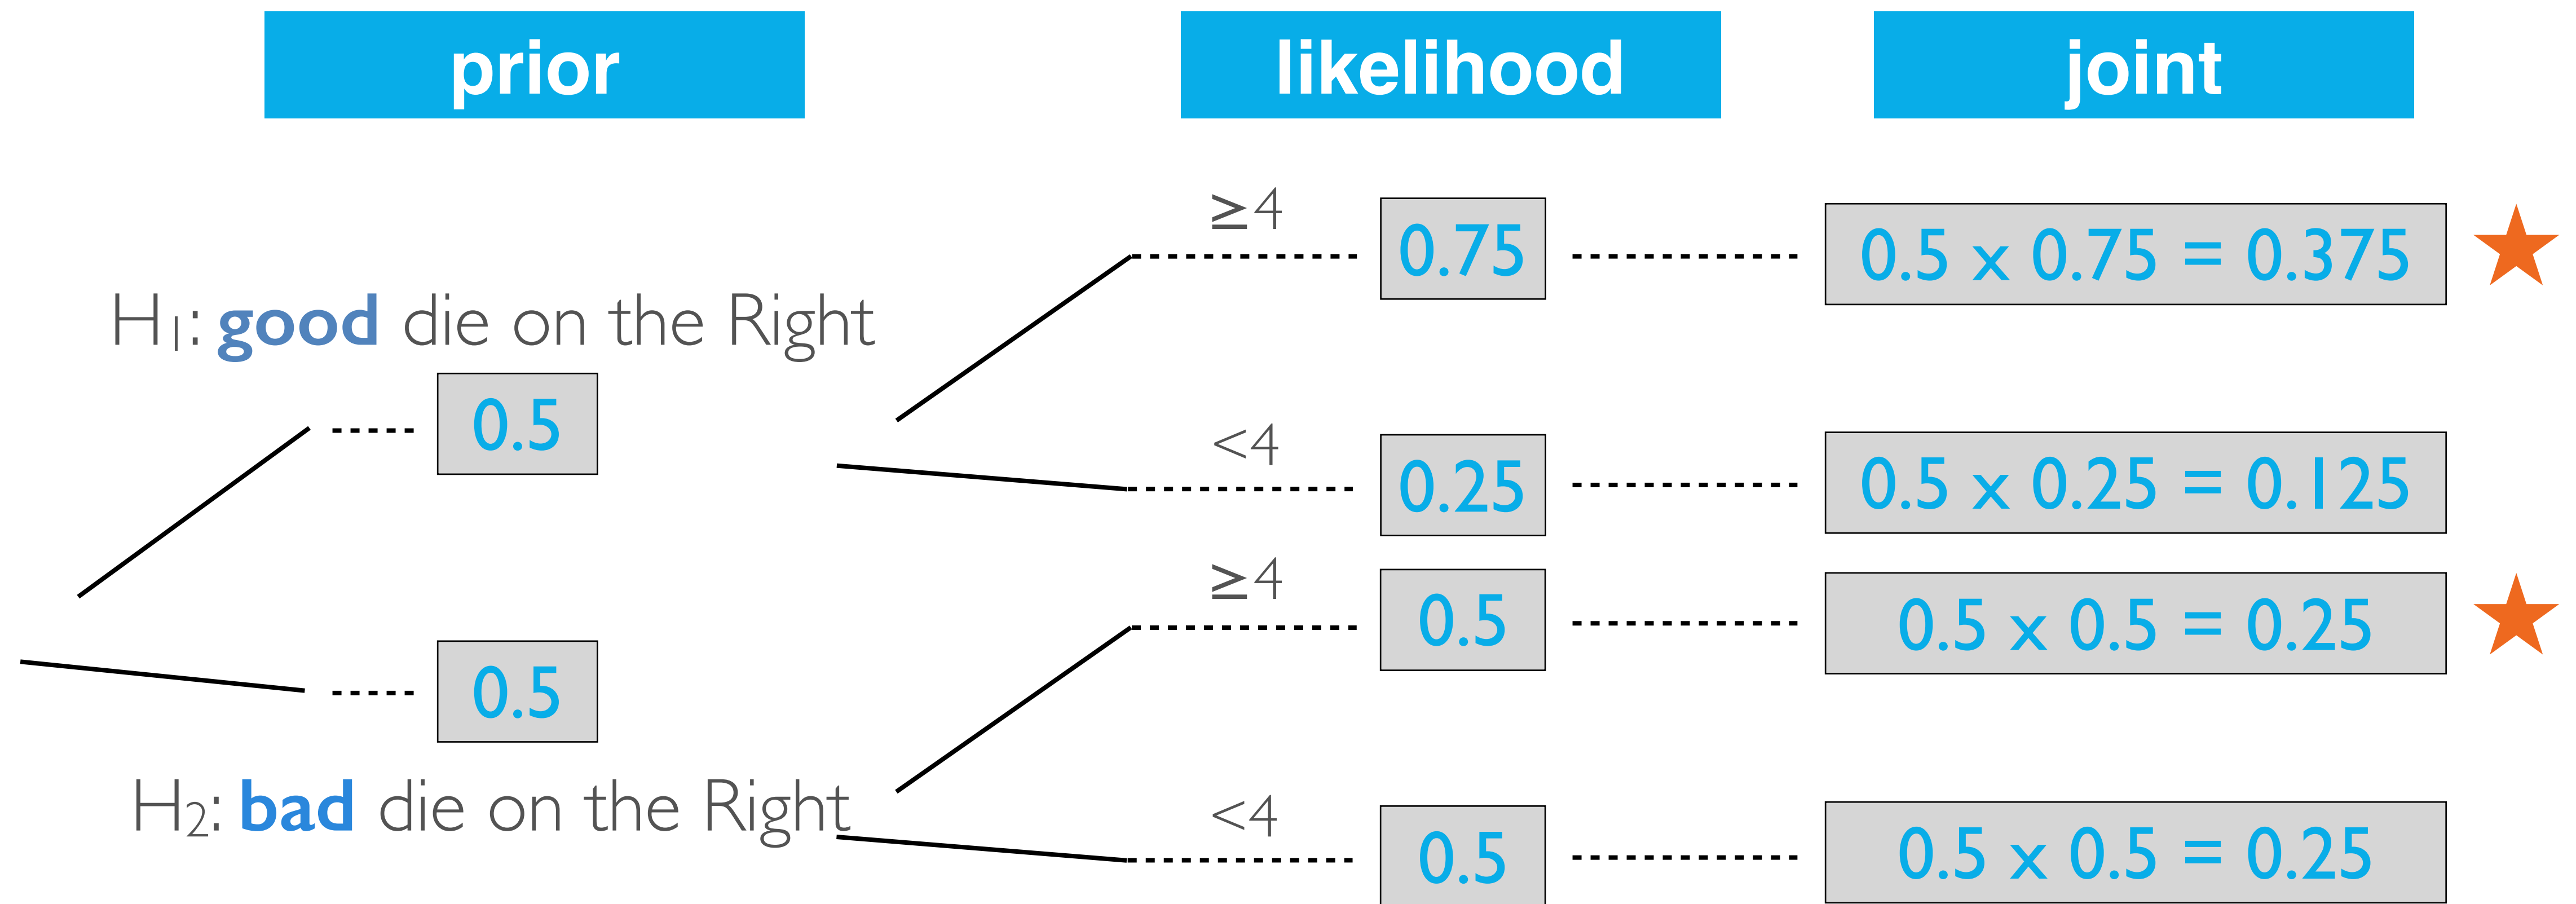 prior likelihood joint
≥4 0.75 0.5 x 0.75 = 0.375
H₁: good die on the Right
0.5
<4 0.25 0.5 x 0.25 = 0.125
≥4 0.5 0.5 x 0.5 = 0.25
0.5
H₂: bad die on the Right
<4 0.5 0.5 x 0.5 = 0.25